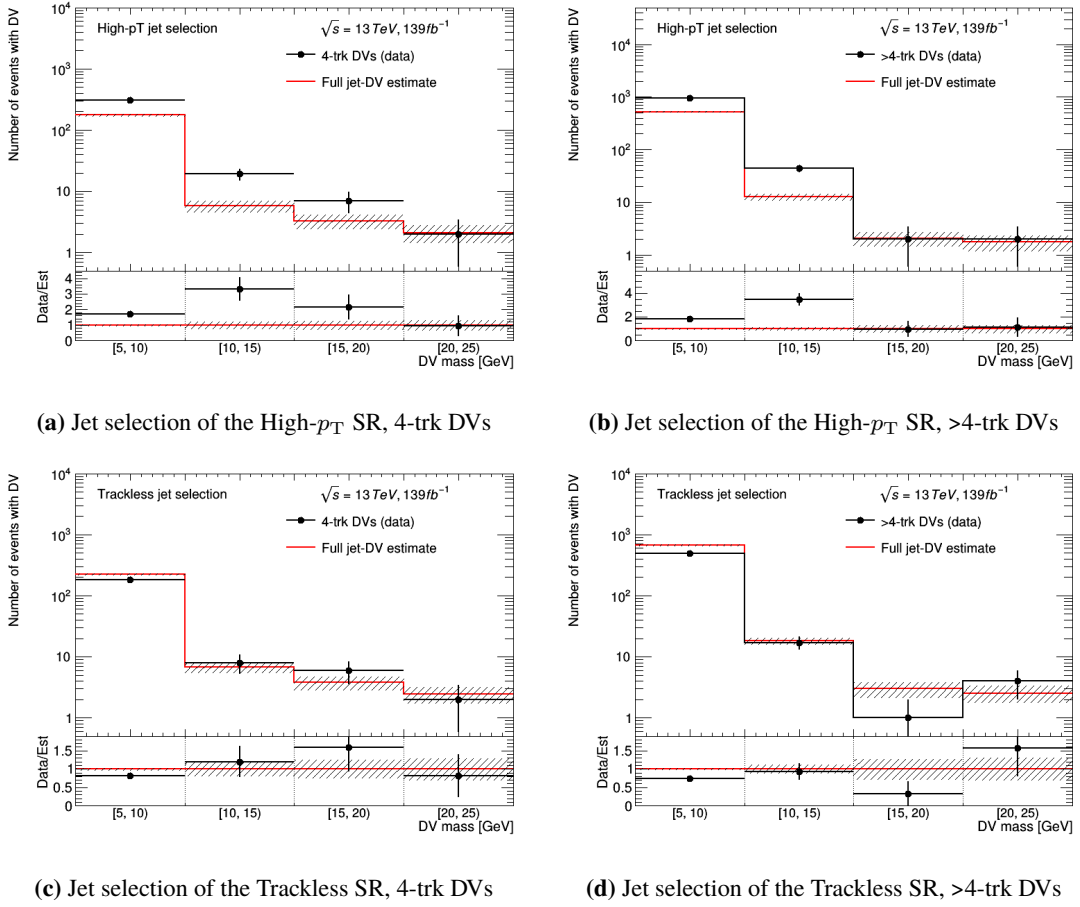 High-pT jet selection
√s = 13 TeV, 139 fb⁻¹
4-trk DVs (data)
Full jet-DV estimate
Number of events with DV
10⁴
10³
10²
10
1
Data/Est
4
3
2
1
0
[5, 10) [10, 15) [15, 20) [20, 25)
DV mass [GeV]
High-pT jet selection
√s = 13 TeV, 139 fb⁻¹
>4-trk DVs (data)
Full jet-DV estimate
Number of events with DV
10⁴
10³
10²
10
1
Data/Est
4
2
0
[5, 10) [10, 15) [15, 20) [20, 25)
DV mass [GeV]
(a) Jet selection of the High-pT SR, 4-trk DVs
(b) Jet selection of the High-pT SR, >4-trk DVs
Trackless jet selection
√s = 13 TeV, 139 fb⁻¹
4-trk DVs (data)
Full jet-DV estimate
Number of events with DV
10⁴
10³
10²
10
1
Data/Est
1.5
1
0.5
0
[5, 10) [10, 15) [15, 20) [20, 25)
DV mass [GeV]
Trackless jet selection
√s = 13 TeV, 139 fb⁻¹
>4-trk DVs (data)
Full jet-DV estimate
Number of events with DV
10⁴
10³
10²
10
1
Data/Est
1.5
1
0.5
0
[5, 10) [10, 15) [15, 20) [20, 25)
DV mass [GeV]
(c) Jet selection of the Trackless SR, 4-trk DVs
(d) Jet selection of the Trackless SR, >4-trk DVs